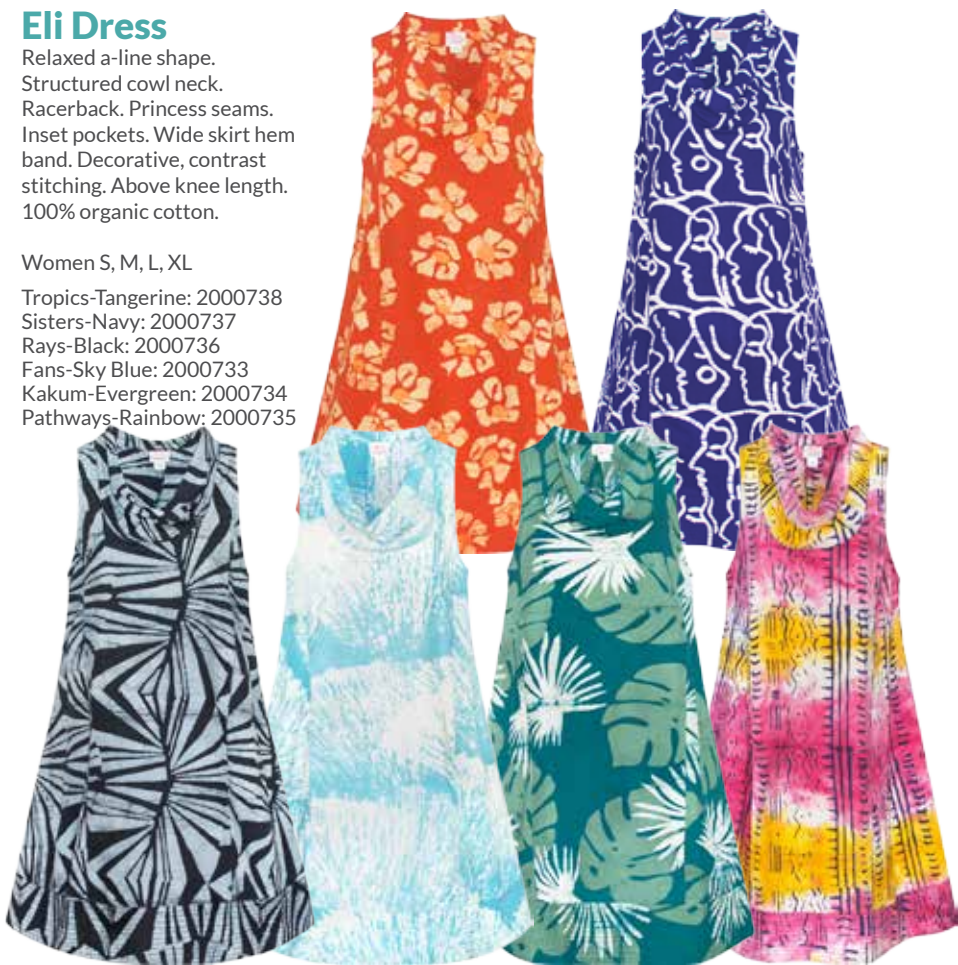 Eli Dress
Relaxed a-line shape.
Structured cowl neck.
Racerback. Princess seams.
Inset pockets. Wide skirt hem
band. Decorative, contrast
stitching. Above knee length.
100% organic cotton.
Women S, M, L, XL
Tropics-Tangerine: 2000738
Sisters-Navy: 2000737
Rays-Black: 2000736
Fans-Sky Blue: 2000733
Kakum-Evergreen: 2000734
Pathways-Rainbow: 2000735